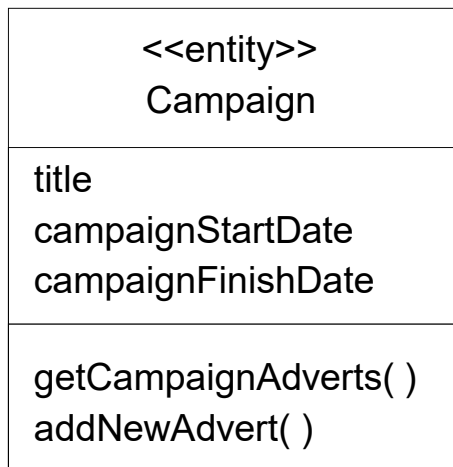 <<entity>>
Campaign
title
campaignStartDate
campaignFinishDate
getCampaignAdverts( )
addNewAdvert( )